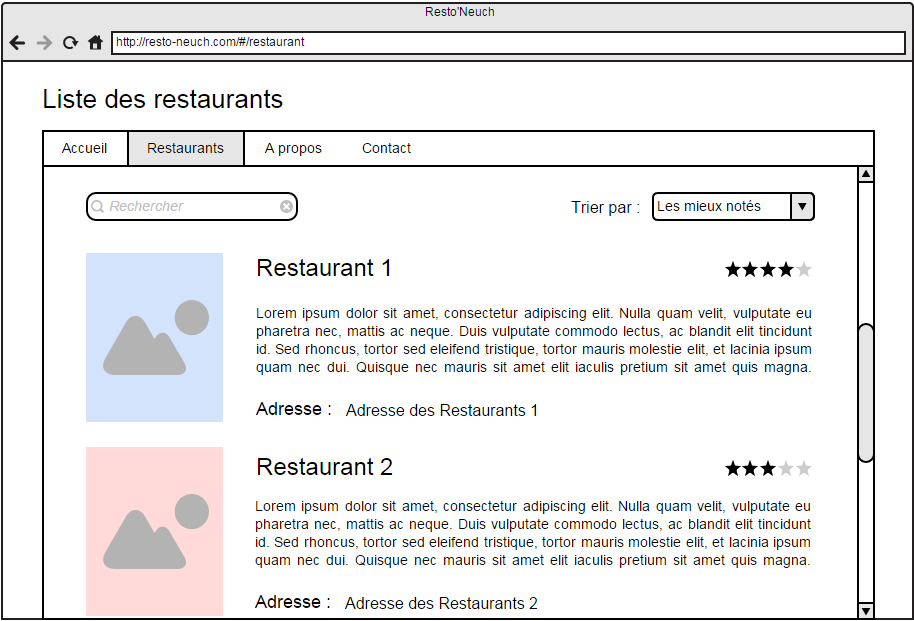 Resto'Neuch
http://resto-neuch.com/#/restaurant
Liste des restaurants
Accueil Restaurants A propos Contact
Rechercher Trier par : Les mieux notés
Restaurant 1
Lorem ipsum dolor sit amet, consectetur adipiscing elit. Nulla quam velit, vulputate eu
pharetra nec, mattis ac neque. Duis vulputate commodo lectus, ac blandit elit tincidunt
id. Sed rhoncus, tortor sed eleifend tristique, tortor mauris molestie elit, et lacinia ipsum
quam nec dui. Quisque nec mauris sit amet elit iaculis pretium sit amet quis magna.
Adresse : Adresse des Restaurants 1
Restaurant 2
Lorem ipsum dolor sit amet, consectetur adipiscing elit. Nulla quam velit, vulputate eu
pharetra nec, mattis ac neque. Duis vulputate commodo lectus, ac blandit elit tincidunt
id. Sed rhoncus, tortor sed eleifend tristique, tortor mauris molestie elit, et lacinia ipsum
quam nec dui. Quisque nec mauris sit amet elit iaculis pretium sit amet quis magna.
Adresse : Adresse des Restaurants 2